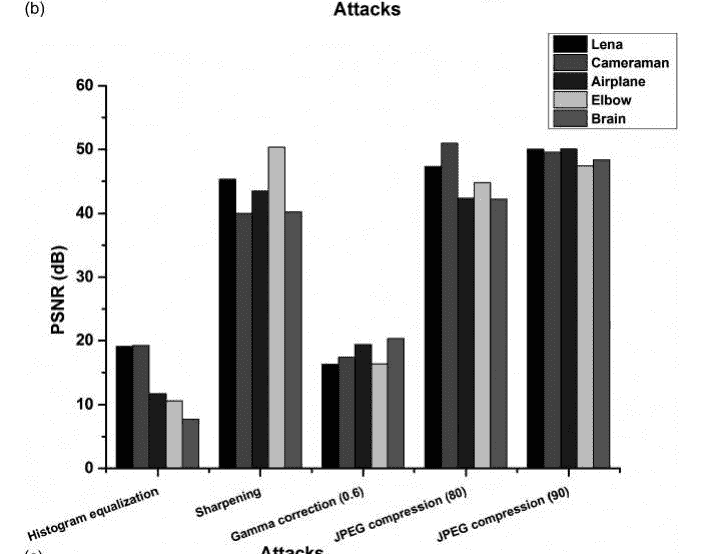 (b)
Attacks
Lena
Cameraman
Airplane
Elbow
Brain
60
50
40
30
20
10
0
PSNR (dB)
Histogram equalization
Sharpening
Gamma correction (0.6)
JPEG compression (80)
JPEG compression (90)
Attacks